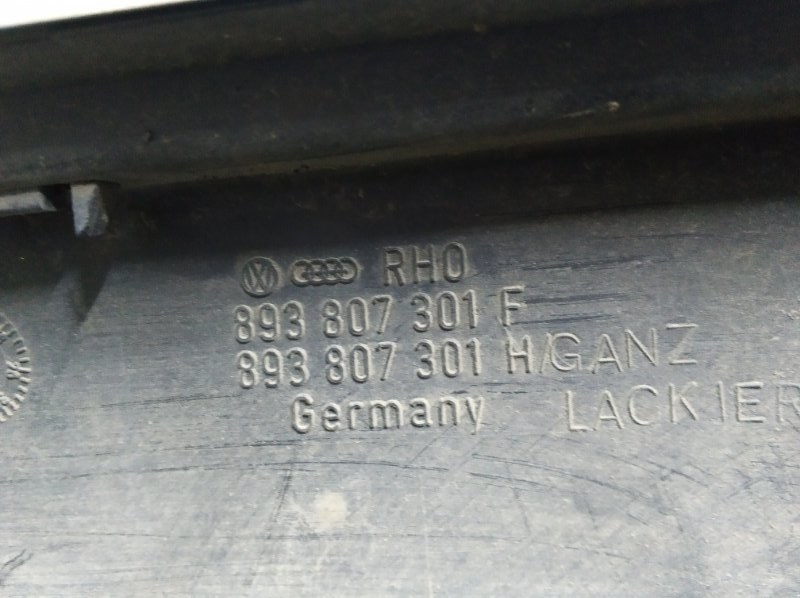 RHO
893 807 301 F
893 807 301 H/GANZ
Germany LACKIER